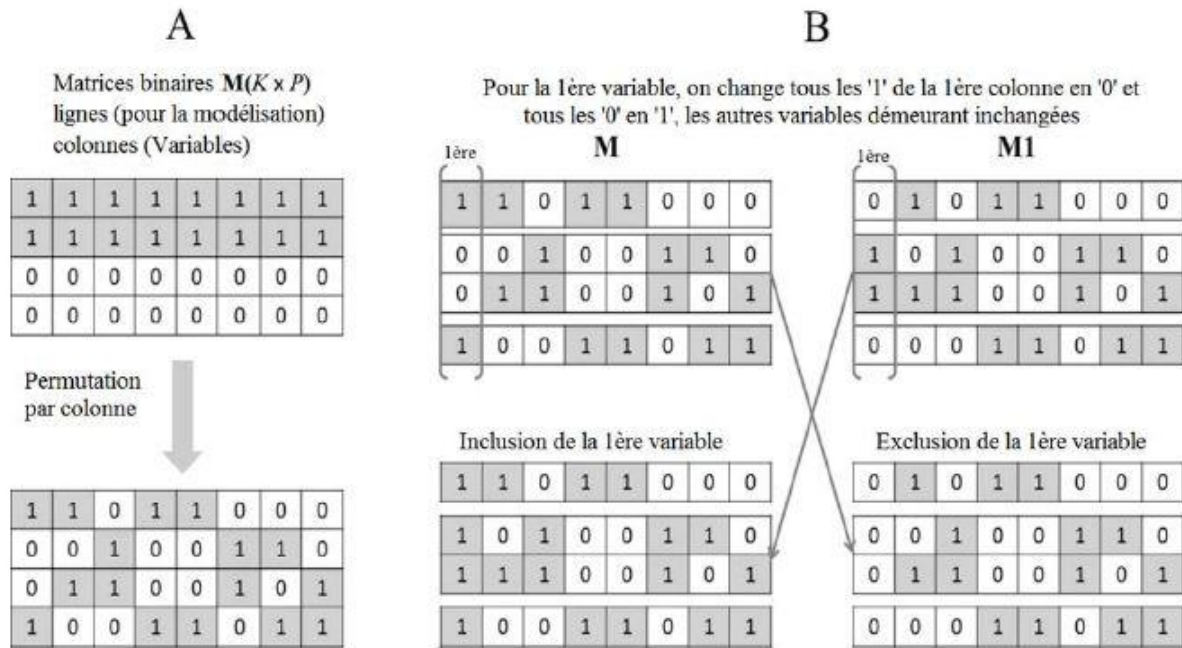 A
Matrices binaires M(K x P)
lignes (pour la modélisation)
colonnes (Variables)
1 1 1 1 1 1 1 1
1 1 1 1 1 1 1 1
0 0 0 0 0 0 0 0
0 0 0 0 0 0 0 0
Permutation
par colonne
1 1 0 1 1 0 0 0
0 0 1 0 0 1 1 0
0 1 1 0 0 1 0 1
1 0 0 1 1 0 1 1
B
Pour la 1ère variable, on change tous les '1' de la 1ère colonne en '0' et
tous les '0' en '1', les autres variables démeurant inchangées
1ère
M
1 1 0 1 1 0 0 0
0 0 1 0 0 1 1 0
0 1 1 0 0 1 0 1
1 0 0 1 1 0 1 1
1ère
M1
0 1 0 1 1 0 0 0
1 0 1 0 0 1 1 0
1 1 1 0 0 1 0 1
0 0 0 1 1 0 1 1
Inclusion de la 1ère variable
1 1 0 1 1 0 0 0
1 0 1 0 0 1 1 0
1 1 1 0 0 1 0 1
1 0 0 1 1 0 1 1
Exclusion de la 1ère variable
0 1 0 1 1 0 0 0
0 0 1 0 0 1 1 0
0 1 1 0 0 1 0 1
0 0 0 1 1 0 1 1